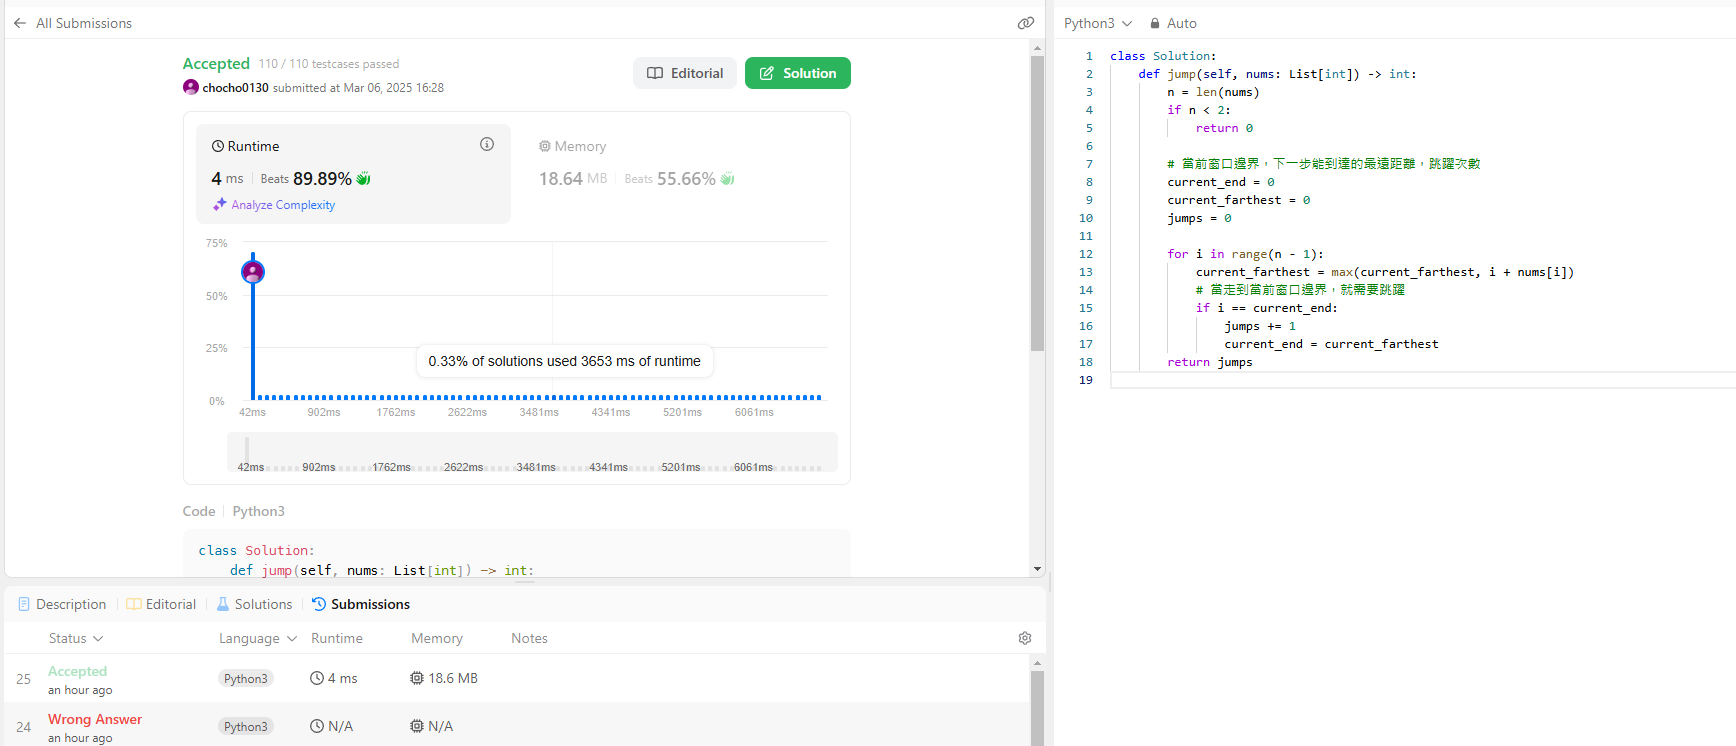 All Submissions
Accepted 110 / 110 testcases passed
chocho0130 submitted at Mar 06, 2025 16:28
Editorial
Solution
Runtime
4 ms Beats 89.89%
Analyze Complexity
Memory
18.64 MB Beats 55.66%
75%
50%
25%
0%
0.33% of solutions used 3653 ms of runtime
42ms 902ms 1762ms 2622ms 3481ms 4341ms 5201ms 6061ms
42ms 902ms 1762ms 2622ms 3481ms 4341ms 5201ms 6061ms
Code Python3
class Solution:
def jump(self, nums: List[int]) -> int:
Description Editorial Solutions Submissions
Status Language Runtime Memory Notes
25 Accepted Python3 4 ms 18.6 MB
an hour ago
24 Wrong Answer Python3 N/A N/A
an hour ago
Python3 Auto
1 class Solution:
2 def jump(self, nums: List[int]) -> int:
3 n = len(nums)
4 if n < 2:
5 return 0
6
7 # 當前窗口邊界，下一步能到達的最遠距離，跳躍次數
8 current_end = 0
9 current_farthest = 0
10 jumps = 0
11
12 for i in range(n - 1):
13 current_farthest = max(current_farthest, i + nums[i])
14 # 當走到當前窗口邊界，就需要跳躍
15 if i == current_end:
16 jumps += 1
17 current_end = current_farthest
18 return jumps
19